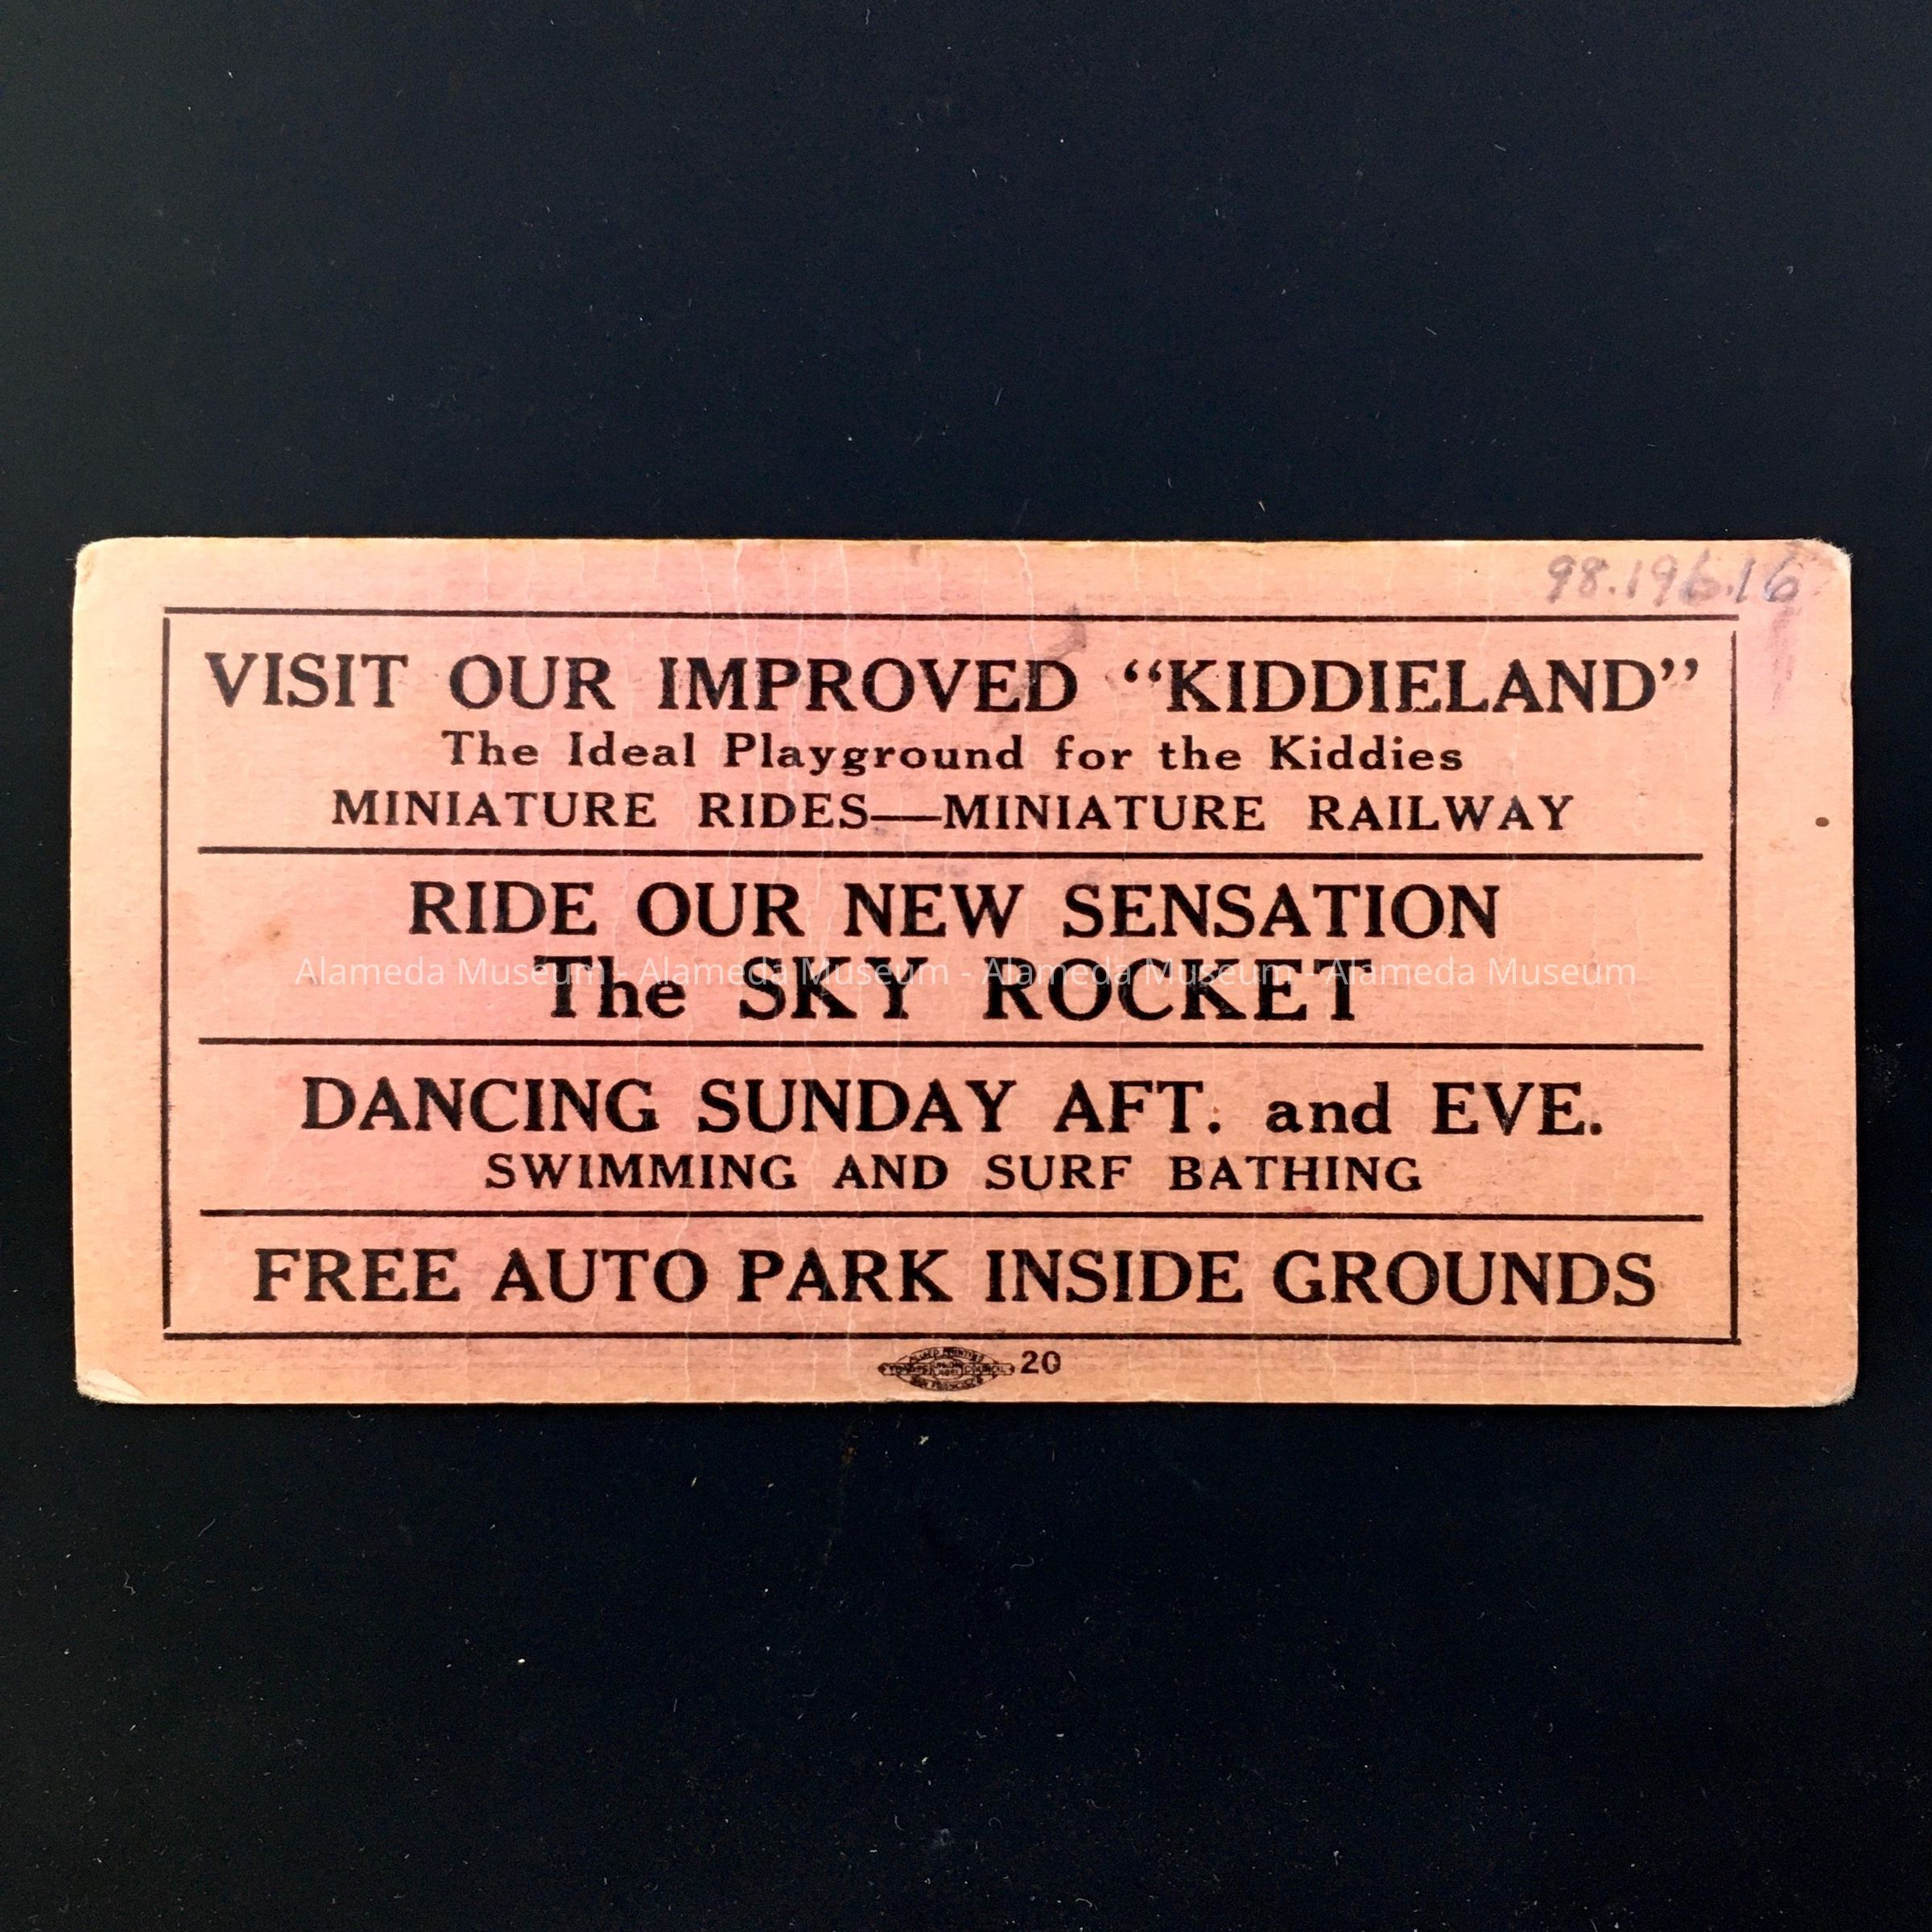 98.196.16
VISIT OUR IMPROVED “KIDDIELAND”
The Ideal Playground for the Kiddies
MINIATURE RIDES—MINIATURE RAILWAY
RIDE OUR NEW SENSATION
Alameda Museum - Alameda Museum - Alameda Museum - Alameda Museum
The SKY ROCKET
DANCING SUNDAY AFT. and EVE.
SWIMMING AND SURF BATHING
FREE AUTO PARK INSIDE GROUNDS
20